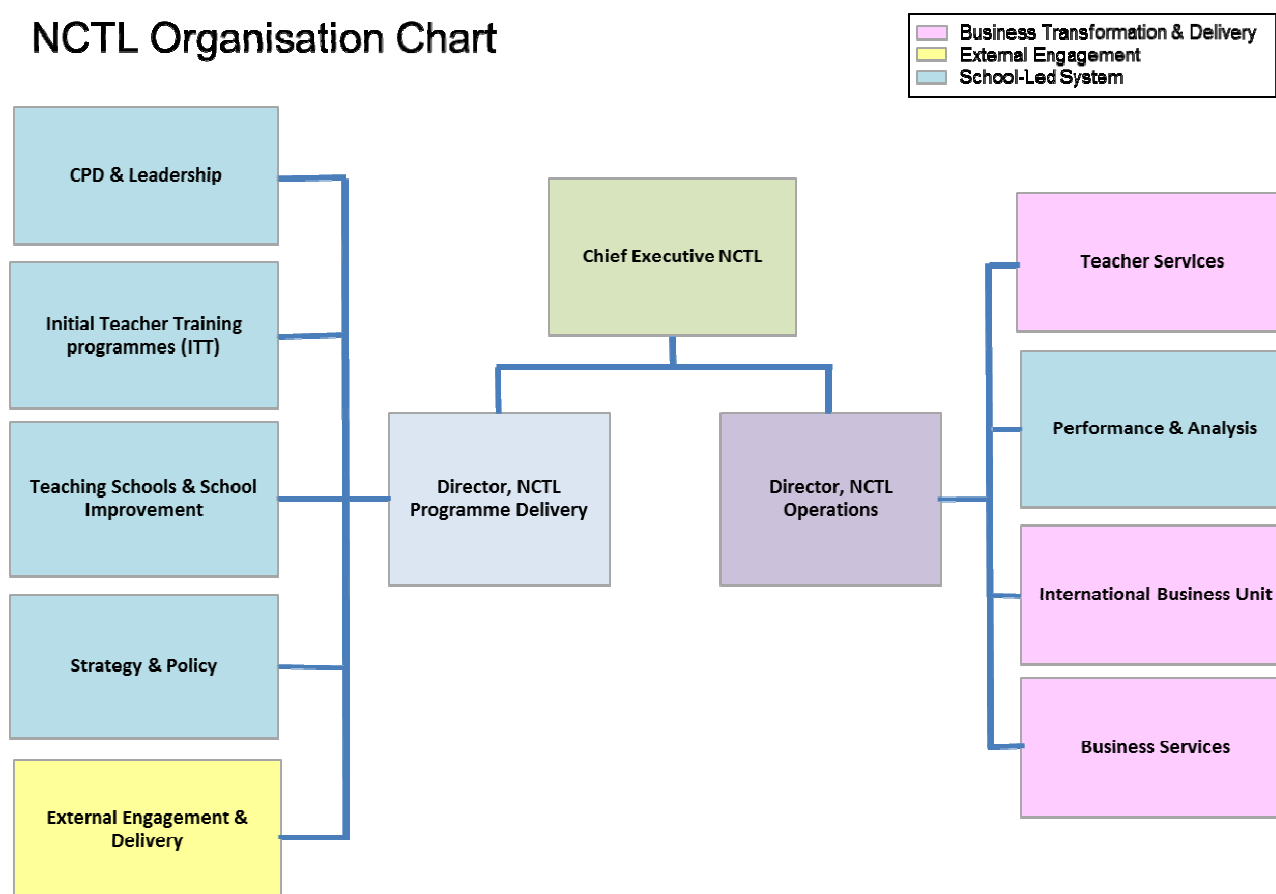 NCTL Organisation Chart
Business Transformation & Delivery
External Engagement
School-Led System
CPD & Leadership
Initial Teacher Training
programmes (ITT)
Teaching Schools & School
Improvement
Strategy & Policy
External Engagement &
Delivery
Chief Executive NCTL
Director, NCTL
Programme Delivery
Director, NCTL
Operations
Teacher Services
Performance & Analysis
International Business Unit
Business Services